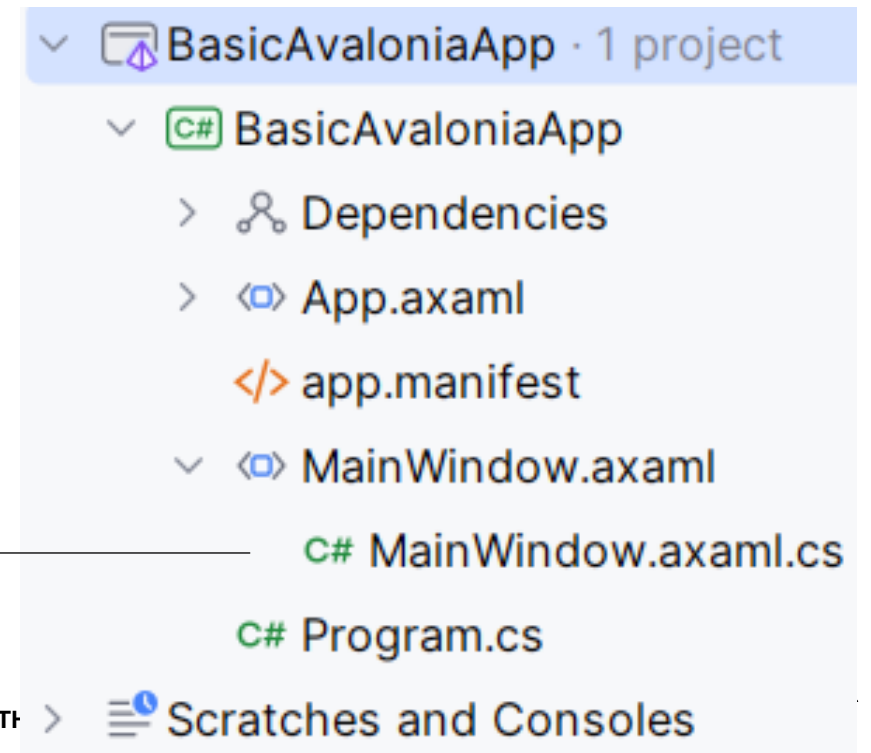 BasicAvaloniaApp · 1 project
C# BasicAvaloniaApp
Dependencies
App.axaml
</> app.manifest
MainWindow.axaml
C# MainWindow.axaml.cs
C# Program.cs
Scratches and Consoles